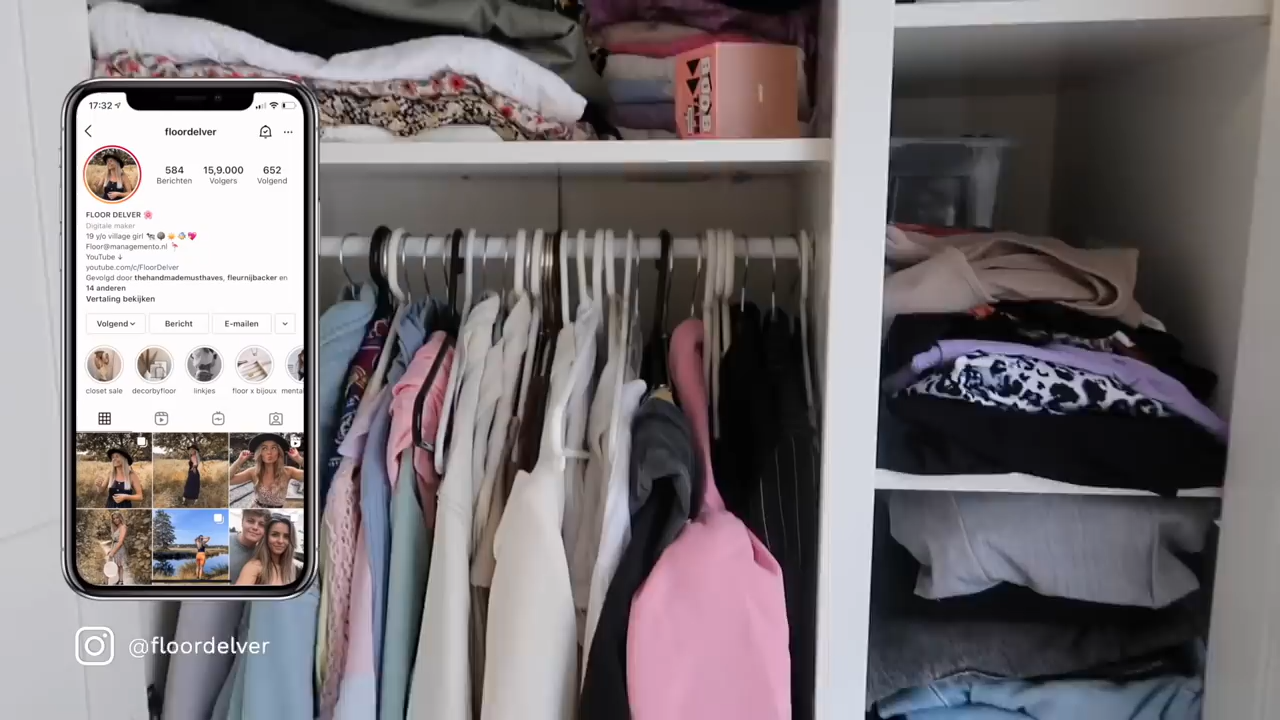 17:32
floordelver
584 15,9.000 652
Berichten Volgers Volgend
FLOOR DELVER
Digitale maker
19 y/o village girl
Floor@managemento.nl
YouTube ↓
youtube.com/c/FloorDelver
Gevolgd door thehandmademusthaves, fleurnijbacker en
14 anderen
Vertaling bekijken
Volgend Bericht E-mailen
closet sale decorbyfloor linkjes floor x bijoux mental
@floordelver